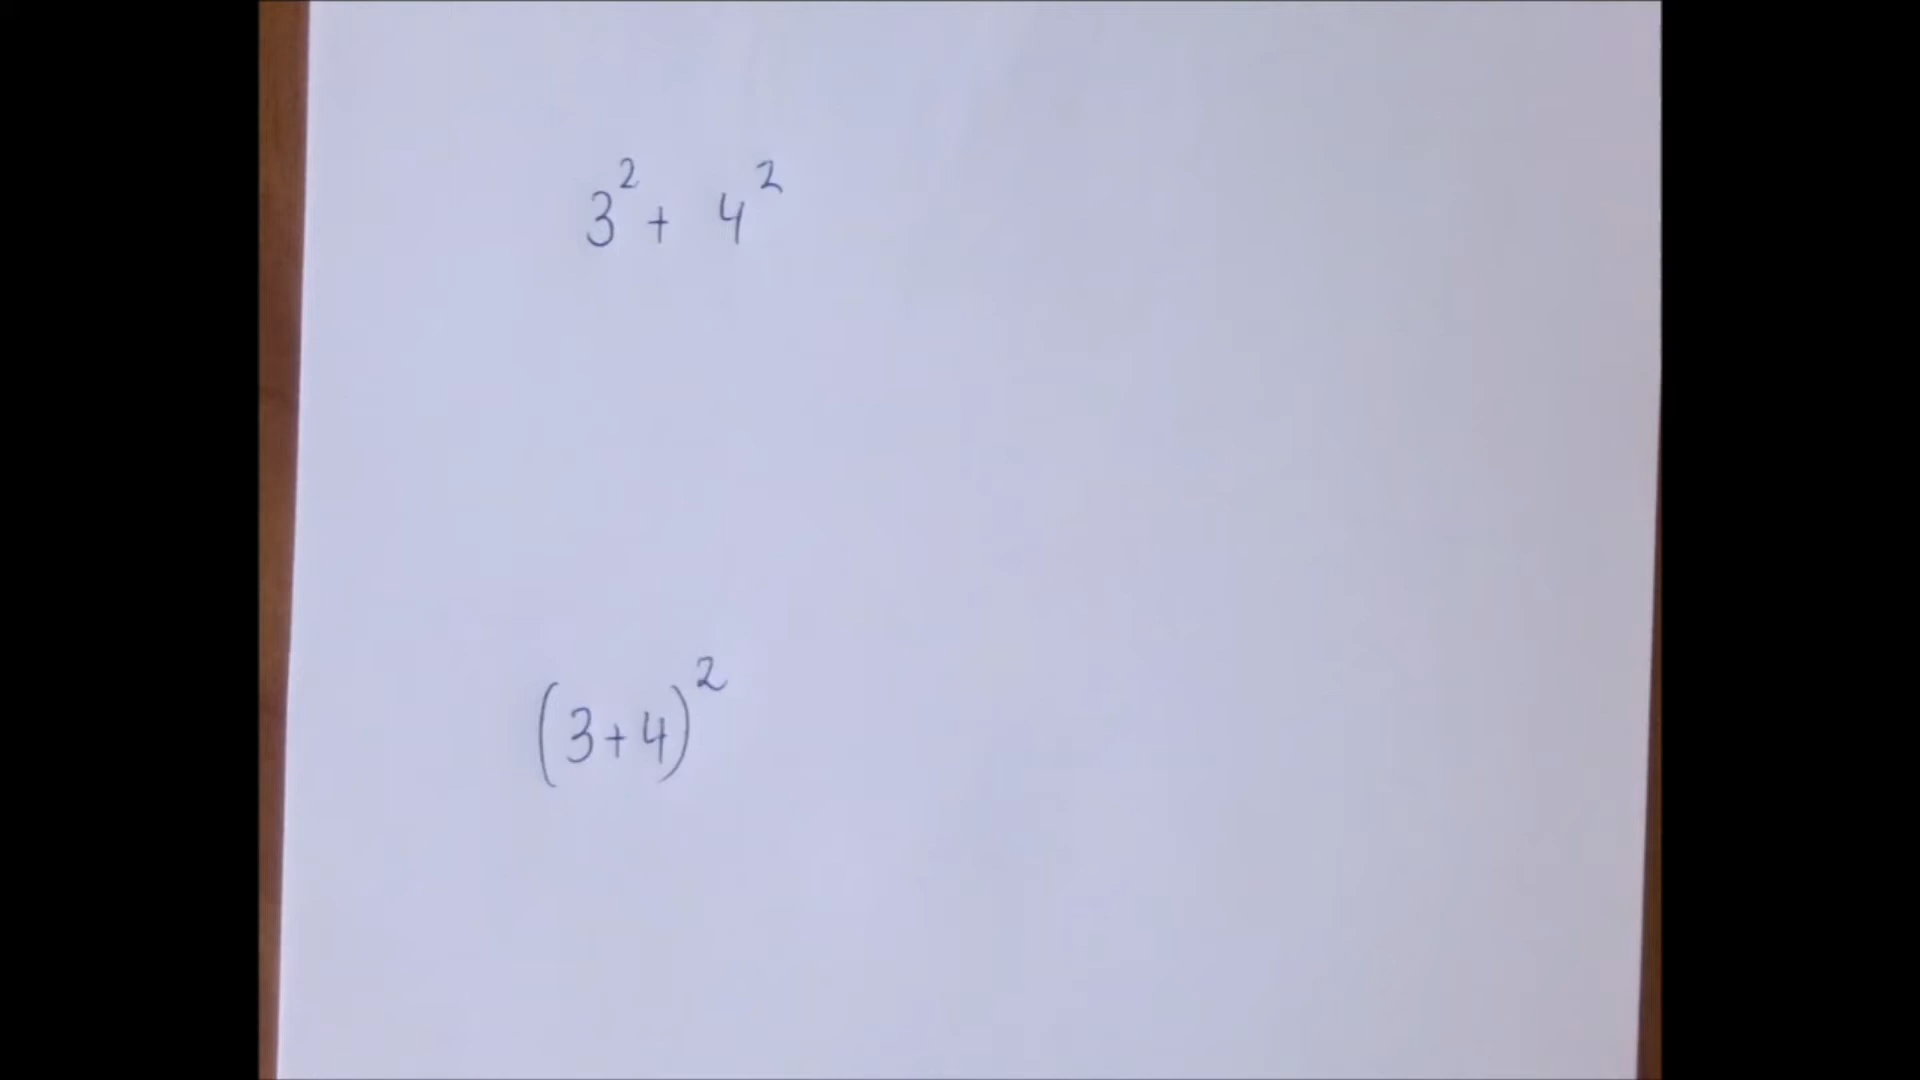 3² + 4²
(3+4)²